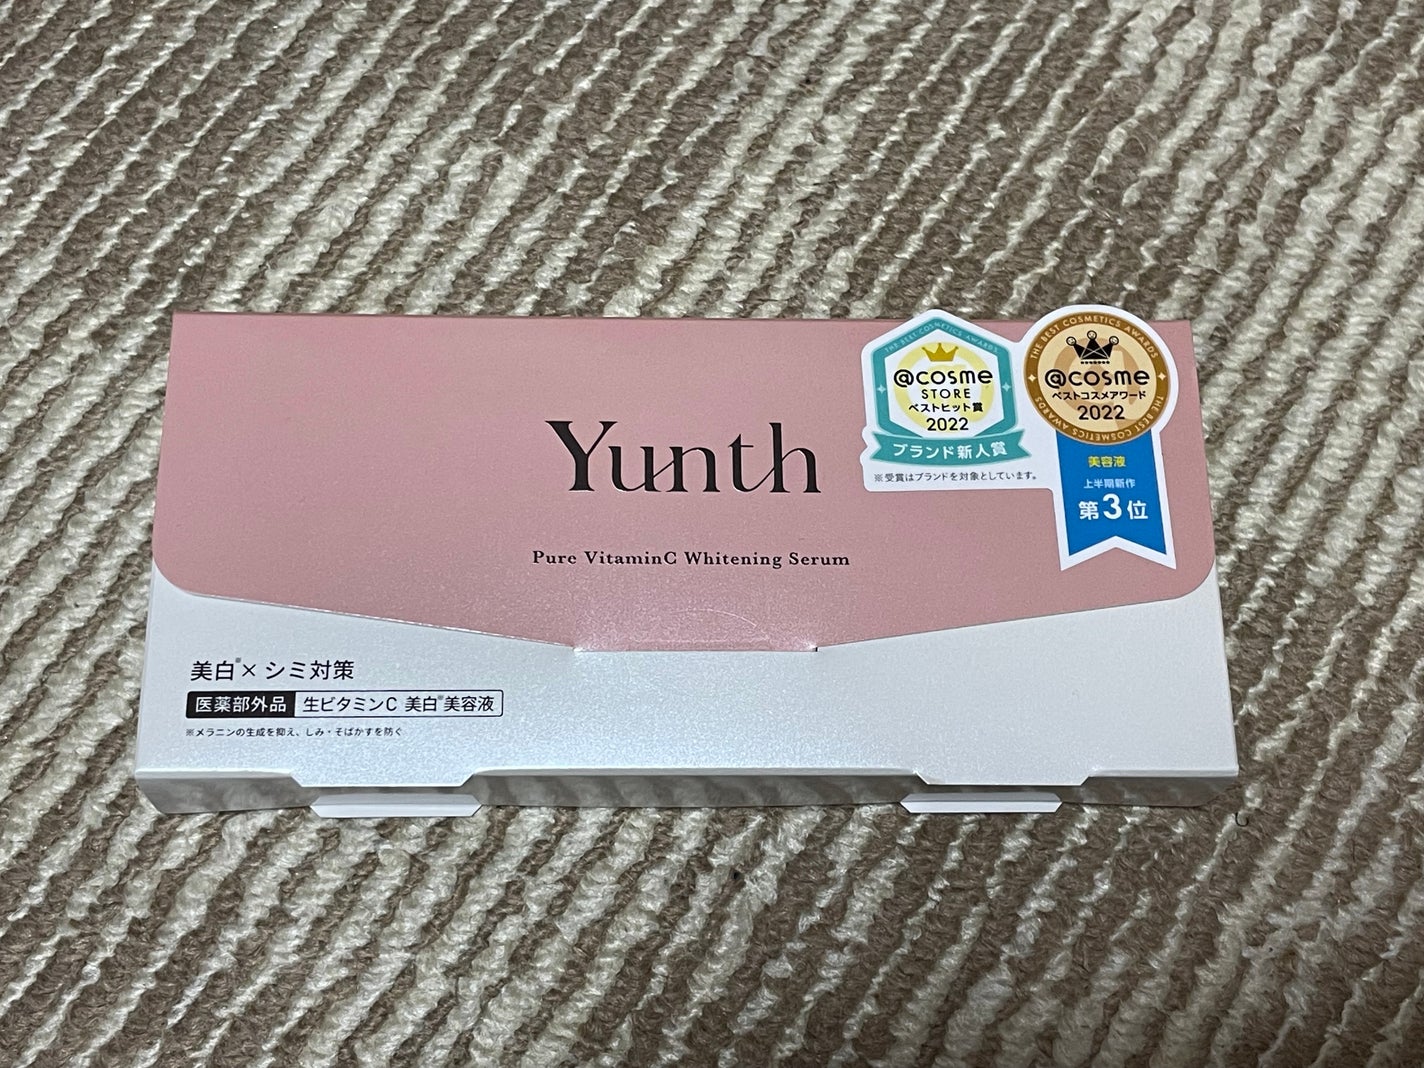 Yunth
Pure VitaminC Whitening Serum
THE BEST COSMETICS AWARDS
@cosme
STORE
ベストヒット賞
2022
ブランド新人賞
※受賞はブランドを対象としています。
THE BEST COSMETICS AWARDS
@cosme
ベストコスメアワード
2022
THE BEST COSMETICS AWARDS
美容液
上半期新作
第3位
美白※× シミ対策
医薬部外品 生ビタミンC 美白※美容液
※メラニンの生成を抑え、しみ・そばかすを防ぐ